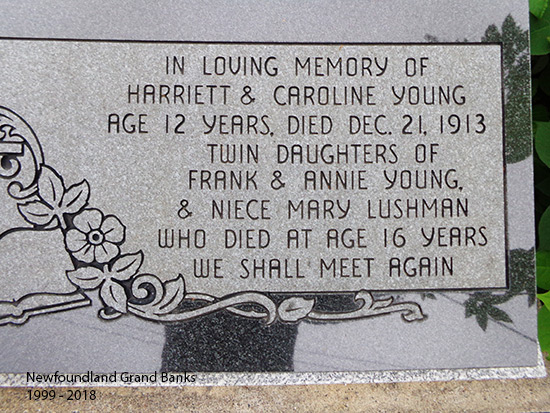 IN LOVING MEMORY OF
HARRIETT & CAROLINE YOUNG
AGE 12 YEARS, DIED DEC. 21, 1913
TWIN DAUGHTERS OF
FRANK & ANNIE YOUNG,
& NIECE MARY LUSHMAN
WHO DIED AT AGE 16 YEARS
WE SHALL MEET AGAIN
Newfoundland Grand Banks
1999 - 2018